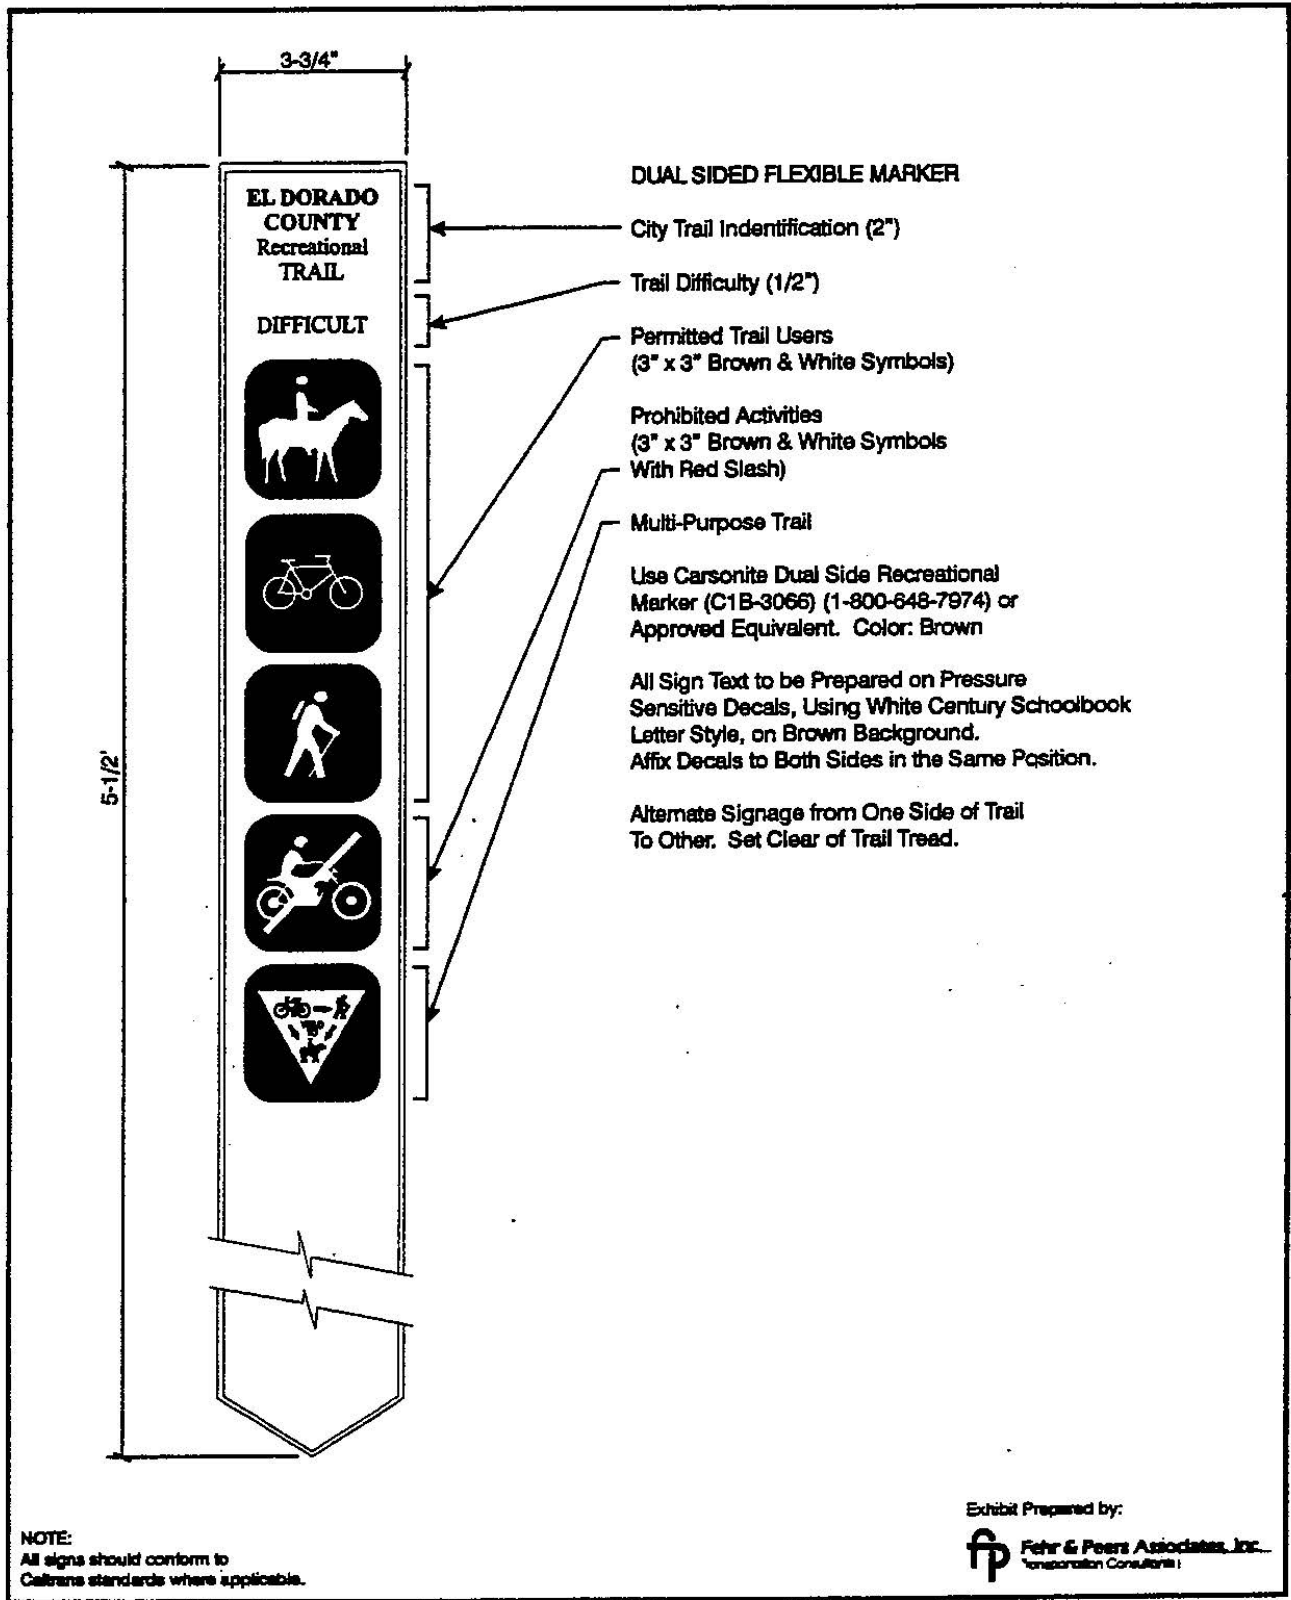 3-3/4"
5-1/2'
EL DORADO
COUNTY
Recreational
TRAIL
DIFFICULT
DUAL SIDED FLEXIBLE MARKER
City Trail Indentification (2")
Trail Difficulty (1/2")
Permitted Trail Users
(3" x 3" Brown & White Symbols)
Prohibited Activities
(3" x 3" Brown & White Symbols
With Red Slash)
Multi-Purpose Trail
Use Carsonite Dual Side Recreational
Marker (C1B-3066) (1-800-648-7974) or
Approved Equivalent. Color: Brown
All Sign Text to be Prepared on Pressure
Sensitive Decals, Using White Century Schoolbook
Letter Style, on Brown Background.
Affix Decals to Both Sides in the Same Position.
Alternate Signage from One Side of Trail
To Other. Set Clear of Trail Tread.
NOTE:
All signs should conform to
Caltrans standards where applicable.
Exhibit Prepared by:
fp
Fehr & Peers Associates, Inc.
Transportation Consultants